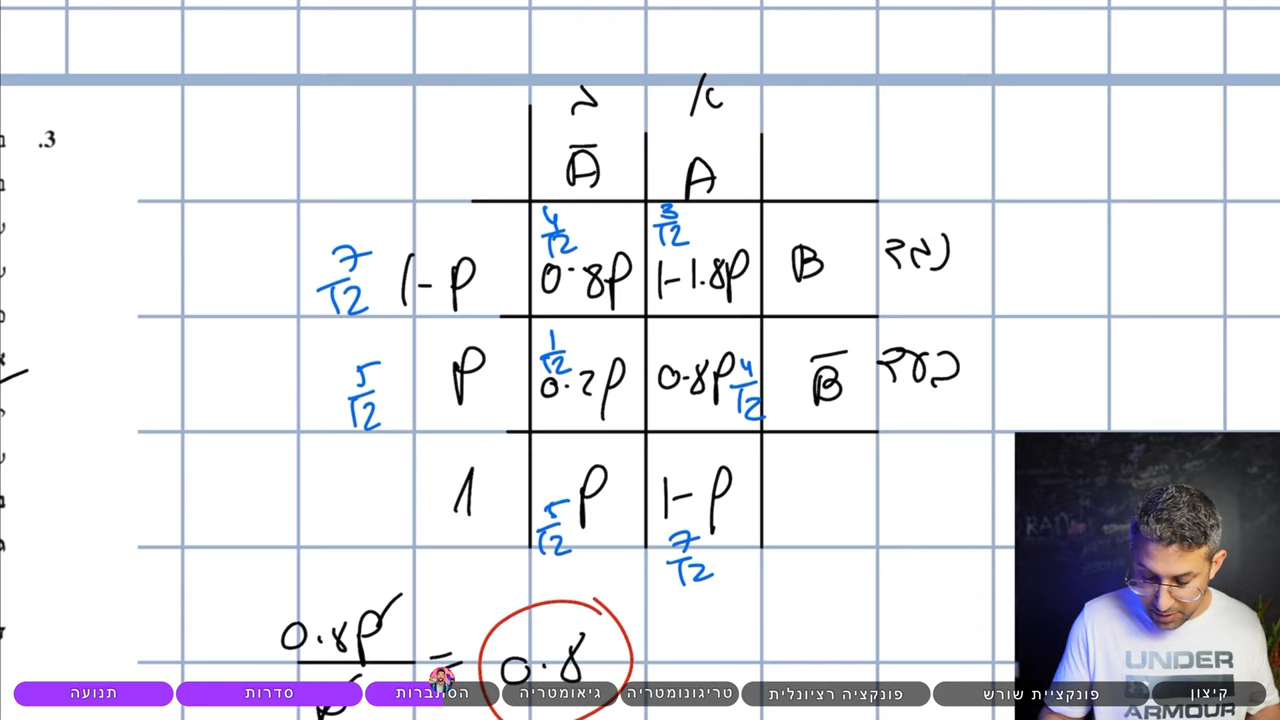 .3
Ā A
7/12 1-p 4/12 0.8p 3/12 1-1.8p B
5/12 p 1/12 0.2p 0.8p 4/12 B̄
1 5/12 p 1-p 7/12
0.8p = 0.8
UNDER
ARMOUR
תנועה סדרות הסתברות גיאומטריה טריגונומטריה פונקציה רציונלית פונקציית שורש קיצון